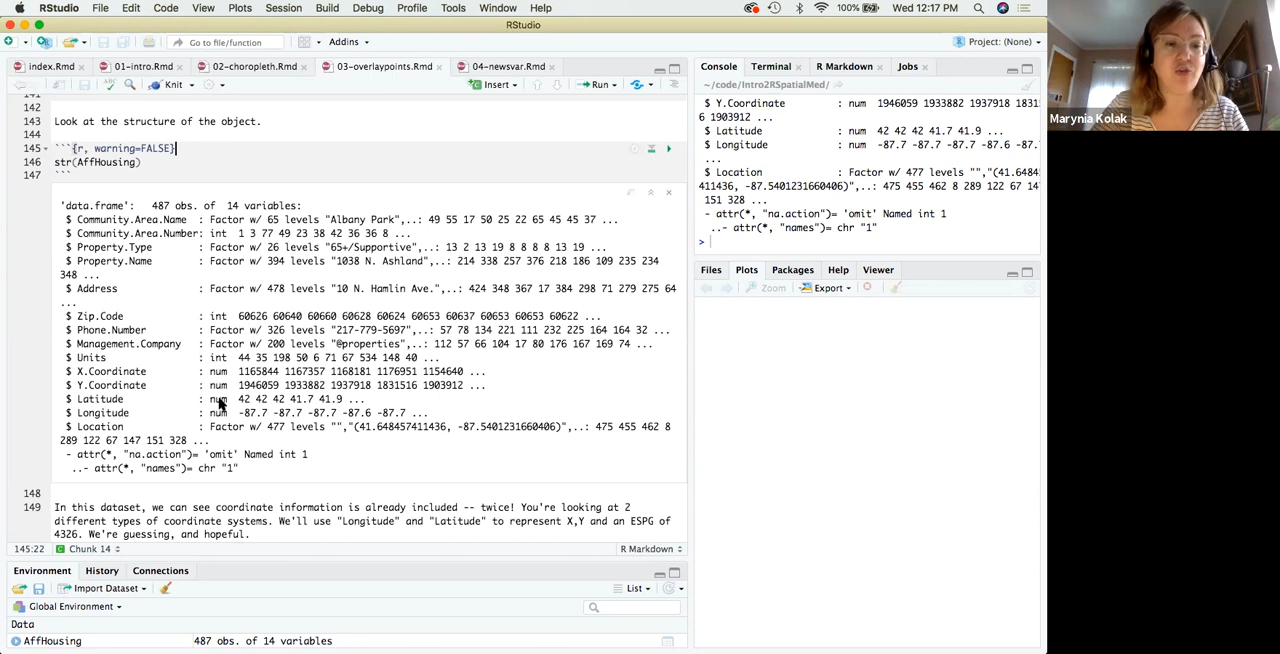 RStudio File Edit Code View Plots Session Build Debug Profile Tools Window Help 100% Wed 12:17 PM
RStudio
Go to file/function Addins Project: (None)
index.Rmd 01-intro.Rmd 02-choropleth.Rmd 03-overlaypoints.Rmd 04-newsvar.Rmd
Knit Insert Run
141
142
143 Look at the structure of the object.
144
145 ```{r, warning=FALSE}
146 str(AffHousing)
147 ```
'data.frame': 487 obs. of 14 variables:
$ Community.Area.Name : Factor w/ 65 levels "Albany Park",..: 49 55 17 50 25 22 65 45 45 37 ...
$ Community.Area.Number: int 1 3 77 49 23 38 42 36 36 8 ...
$ Property.Type : Factor w/ 26 levels "65+/Supportive",..: 13 2 13 19 8 8 8 8 13 19 ...
$ Property.Name : Factor w/ 394 levels "1038 N. Ashland",..: 214 338 257 376 218 186 109 235 234
348 ...
$ Address : Factor w/ 478 levels "10 N. Hamlin Ave.",..: 424 348 367 17 384 298 71 279 275 64
...
$ Zip.Code : int 60626 60640 60660 60628 60624 60653 60637 60653 60653 60622 ...
$ Phone.Number : Factor w/ 326 levels "217-779-5697",..: 57 78 134 221 111 232 225 164 164 32 ...
$ Management.Company : Factor w/ 200 levels "@properties",..: 112 57 66 104 17 80 176 167 169 74 ...
$ Units : int 44 35 198 50 6 71 67 534 148 40 ...
$ X.Coordinate : num 1165844 1167357 1168181 1176951 1154640 ...
$ Y.Coordinate : num 1946059 1933882 1937918 1831516 1903912 ...
$ Latitude : num 42 42 42 41.7 41.9 ...
$ Longitude : num -87.7 -87.7 -87.7 -87.6 -87.7 ...
$ Location : Factor w/ 477 levels "","(41.648457411436, -87.5401231660406)",..: 475 455 462 8
289 122 67 147 151 328 ...
- attr(*, "na.action")= 'omit' Named int 1
..- attr(*, "names")= chr "1"
148
149 In this dataset, we can see coordinate information is already included -- twice! You're looking at 2
different types of coordinate systems. We'll use "Longitude" and "Latitude" to represent X,Y and an ESPG of
4326. We're guessing, and hopeful.
145:22 Chunk 14 R Markdown
Environment History Connections
Import Dataset List
Global Environment
Data
AffHousing 487 obs. of 14 variables
Console Terminal R Markdown Jobs
~/code/Intro2RSpatialMed/
$ Y.Coordinate : num 1946059 1933882 1937918 18315
6 1903912 ...
$ Latitude : num 42 42 42 41.7 41.9 ...
$ Longitude : num -87.7 -87.7 -87.7 -87.6 -87.
...
$ Location : Factor w/ 477 levels "","(41.648
411436, -87.5401231660406)",..: 475 455 462 8 289 122 67 147
151 328 ...
- attr(*, "na.action")= 'omit' Named int 1
..- attr(*, "names")= chr "1"
>
Files Plots Packages Help Viewer
Zoom Export
Marynia Kolak